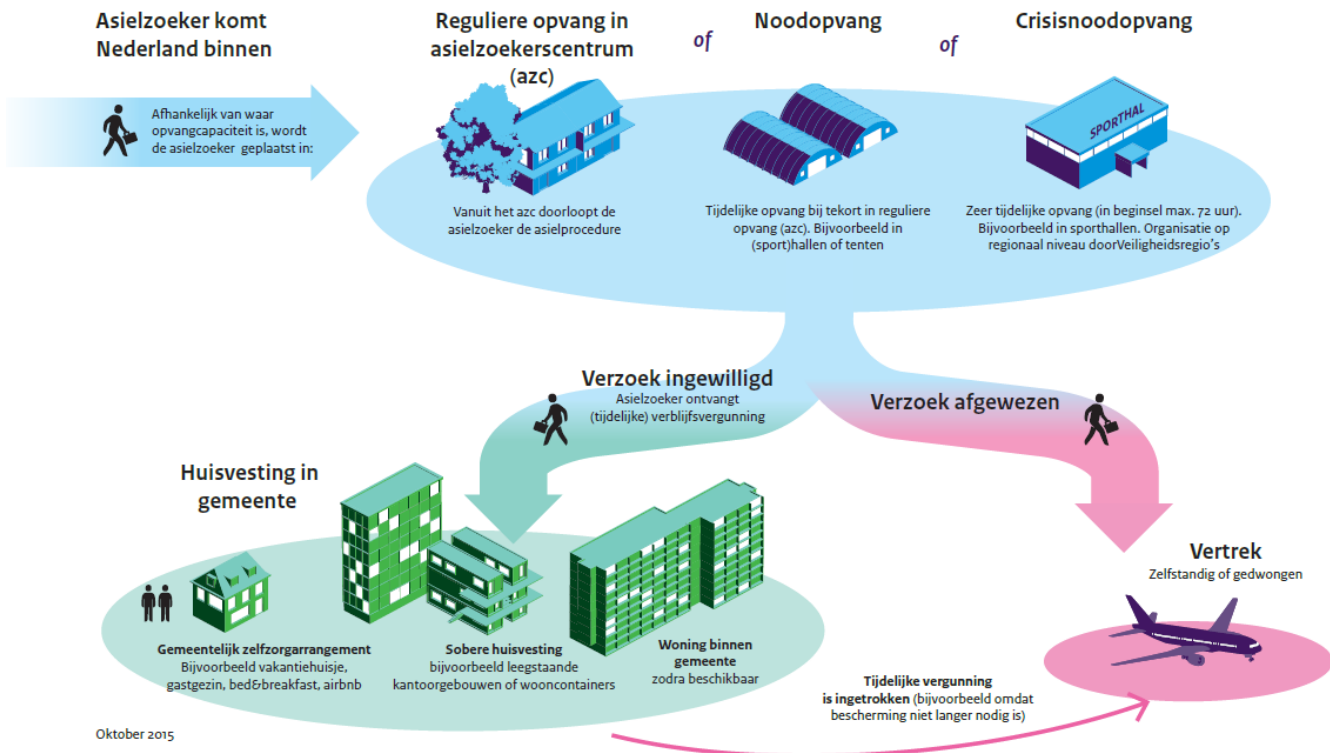 Asielzoeker komt
Nederland binnen
Afhankelijk van waar
opvangcapaciteit is, wordt
de asielzoeker geplaatst in:
Reguliere opvang in
asielzoekerscentrum
(azc)
of
Noodopvang
of
Crisisnoodopvang
SPORTHAL
Vanuit het azc doorloopt de
asielzoeker de asielprocedure
Tijdelijke opvang bij tekort in reguliere
opvang (azc). Bijvoorbeeld in
(sport)hallen of tenten
Zeer tijdelijke opvang (in beginsel max. 72 uur).
Bijvoorbeeld in sporthallen. Organisatie op
regionaal niveau doorVeiligheidsregio's
Verzoek ingewilligd
Asielzoeker ontvangt
(tijdelijke) verblijfsvergunning
Verzoek afgewezen
Huisvesting in
gemeente
Gemeentelijk zelfzorgarrangement
Bijvoorbeeld vakantiehuisje,
gastgezin, bed&breakfast, airbnb
Sobere huisvesting
bijvoorbeeld leegstaande
kantoorgebouwen of wooncontainers
Woning binnen
gemeente
zodra beschikbaar
Vertrek
Zelfstandig of gedwongen
Tijdelijke vergunning
is ingetrokken (bijvoorbeeld omdat
bescherming niet langer nodig is)
Oktober 2015